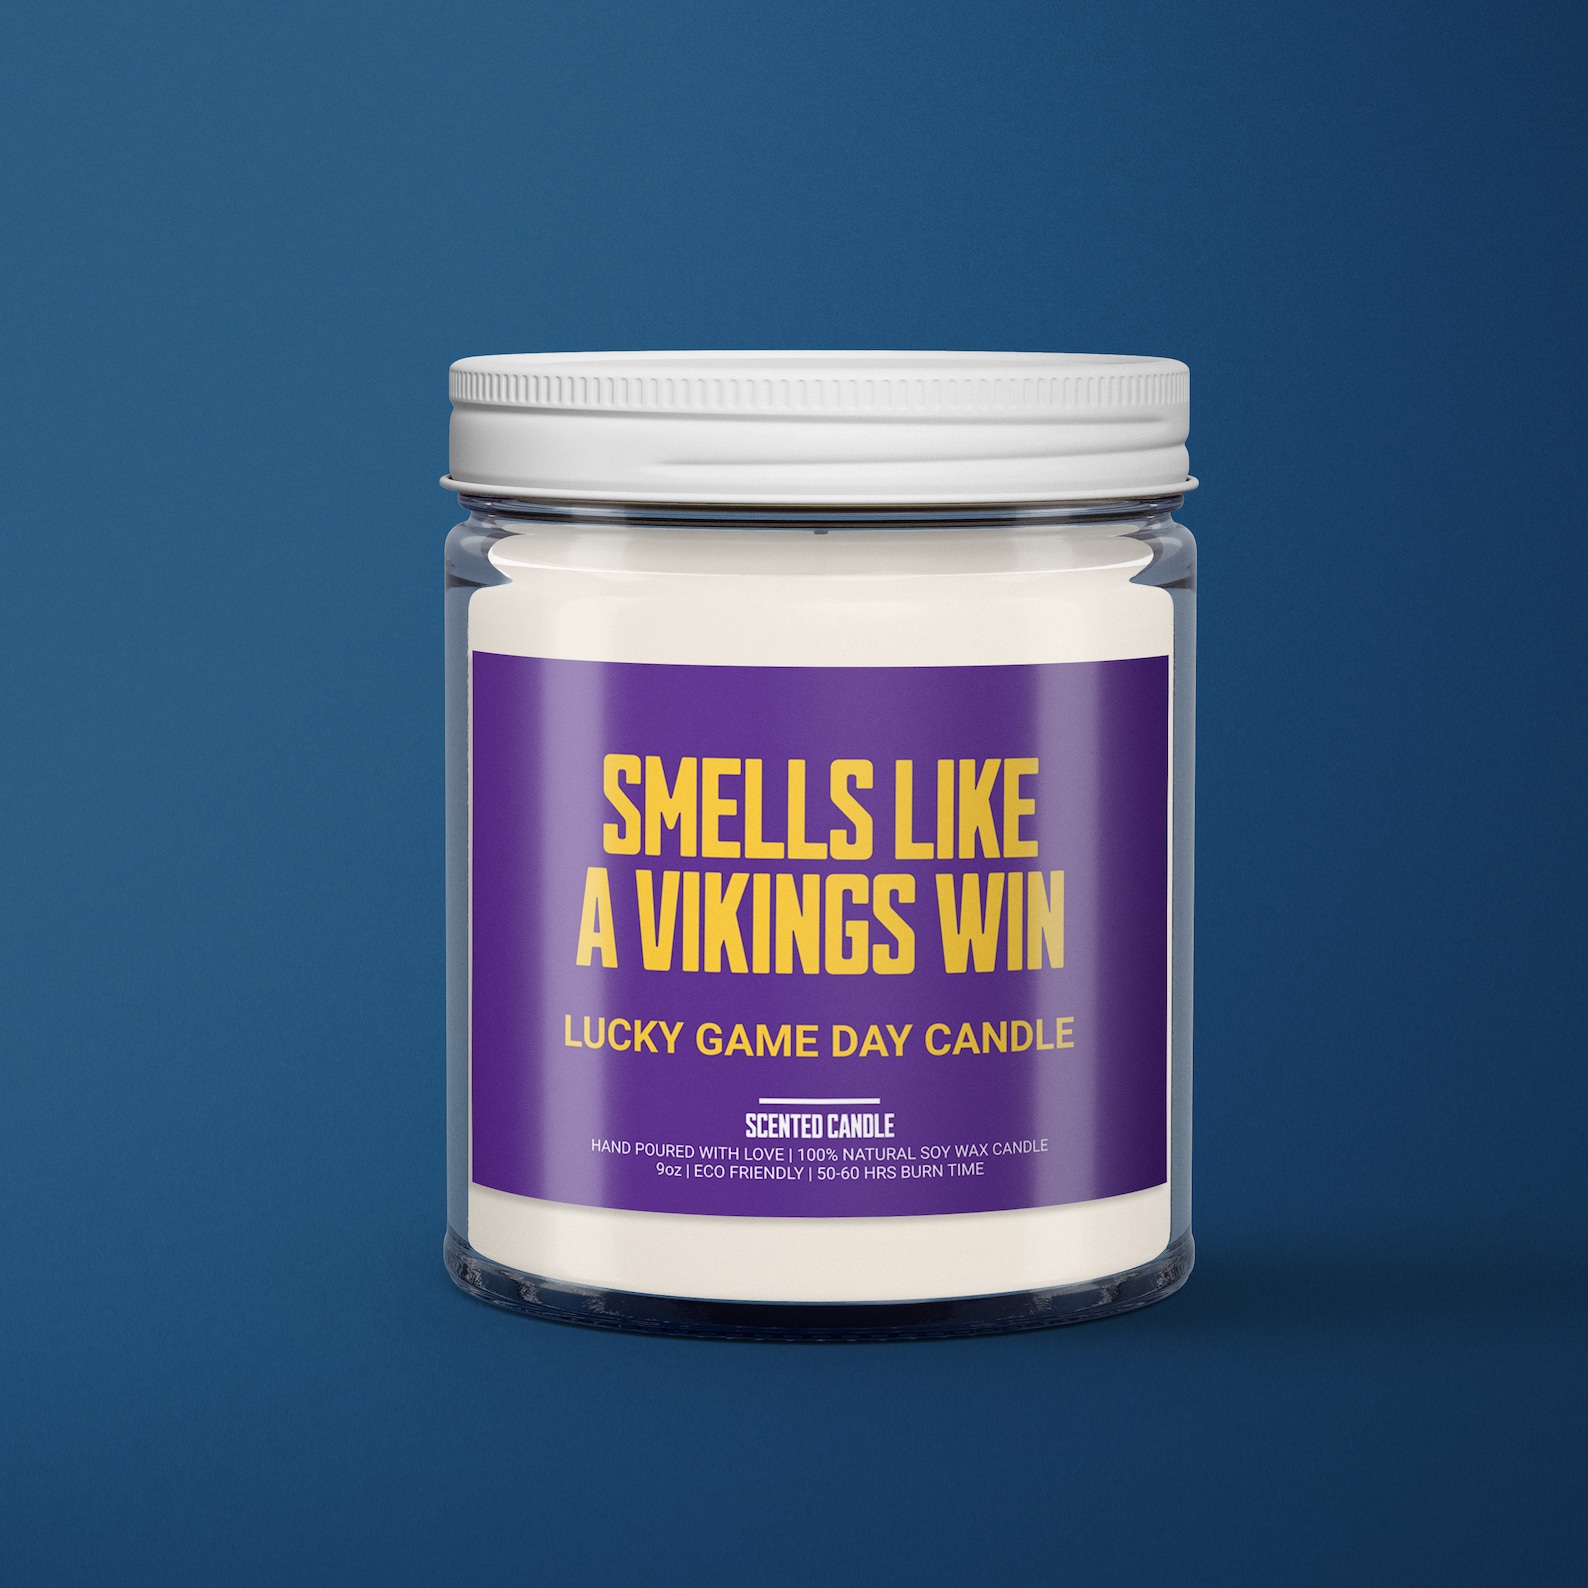 SMELLS LIKE
A VIKINGS WIN
LUCKY GAME DAY CANDLE
SCENTED CANDLE
HAND POURED WITH LOVE | 100% NATURAL SOY WAX CANDLE
9oz | ECO FRIENDLY | 50-60 HRS BURN TIME